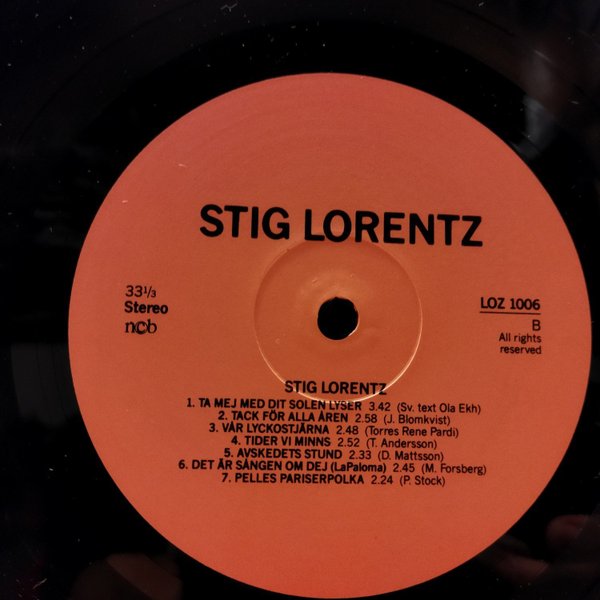 STIG LORENTZ
33⅓
Stereo
ncb
LOZ 1006
B
All rights
reserved
STIG LORENTZ
1. TA MEJ MED DIT SOLEN LYSER 3.42 (Sv. text Ola Ekh)
2. TACK FÖR ALLA ÅREN 2.58 (J. Blomkvist)
3. VÅR LYCKOSTJÄRNA 2.48 (Torres Rene Pardi)
4. TIDER VI MINNS 2.52 (T. Andersson)
5. AVSKEDETS STUND 2.33 (D. Mattsson)
6. DET ÄR SÅNGEN OM DEJ (LaPaloma) 2.45 (M. Forsberg)
7. PELLES PARISERPOLKA 2.24 (P. Stock)